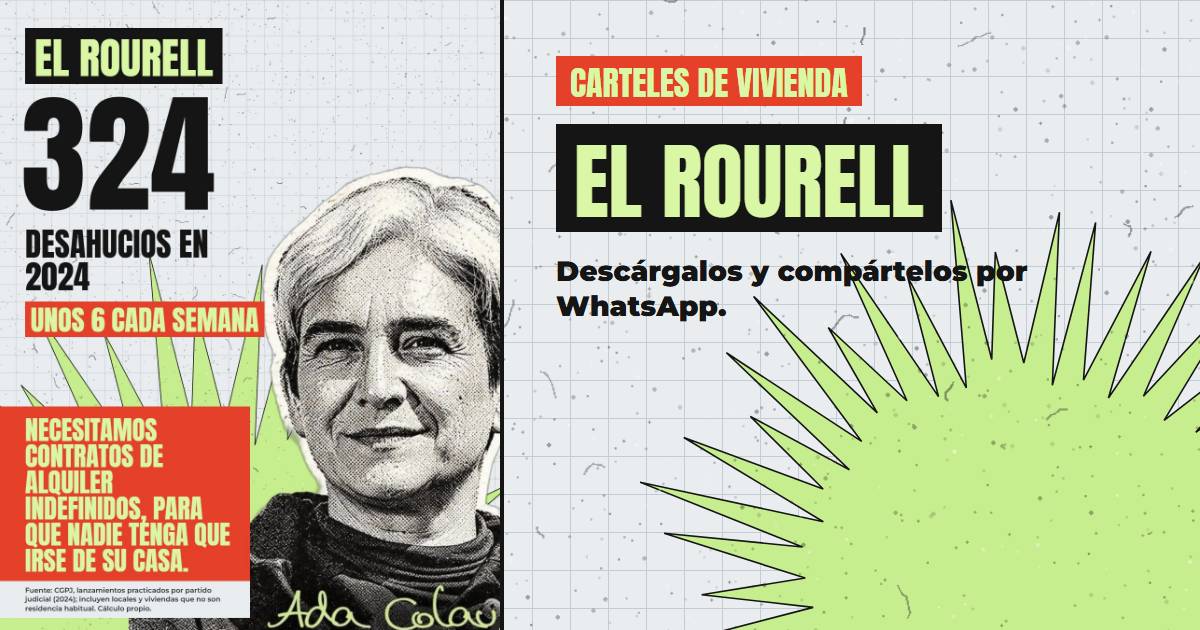 EL ROURELL
324
DESAHUCIOS EN
2024
UNOS 6 CADA SEMANA
NECESITAMOS
CONTRATOS DE
ALQUILER
INDEFINIDOS, PARA
QUE NADIE TENGA QUE
IRSE DE SU CASA.
Fuente: CGPJ, lanzamientos practicados por partido
judicial (2024); incluyen locales y viviendas que no son
residencia habitual. Cálculo propio.
Ada Colau
CARTELES DE VIVIENDA
EL ROURELL
Descárgalos y compártelos por
WhatsApp.